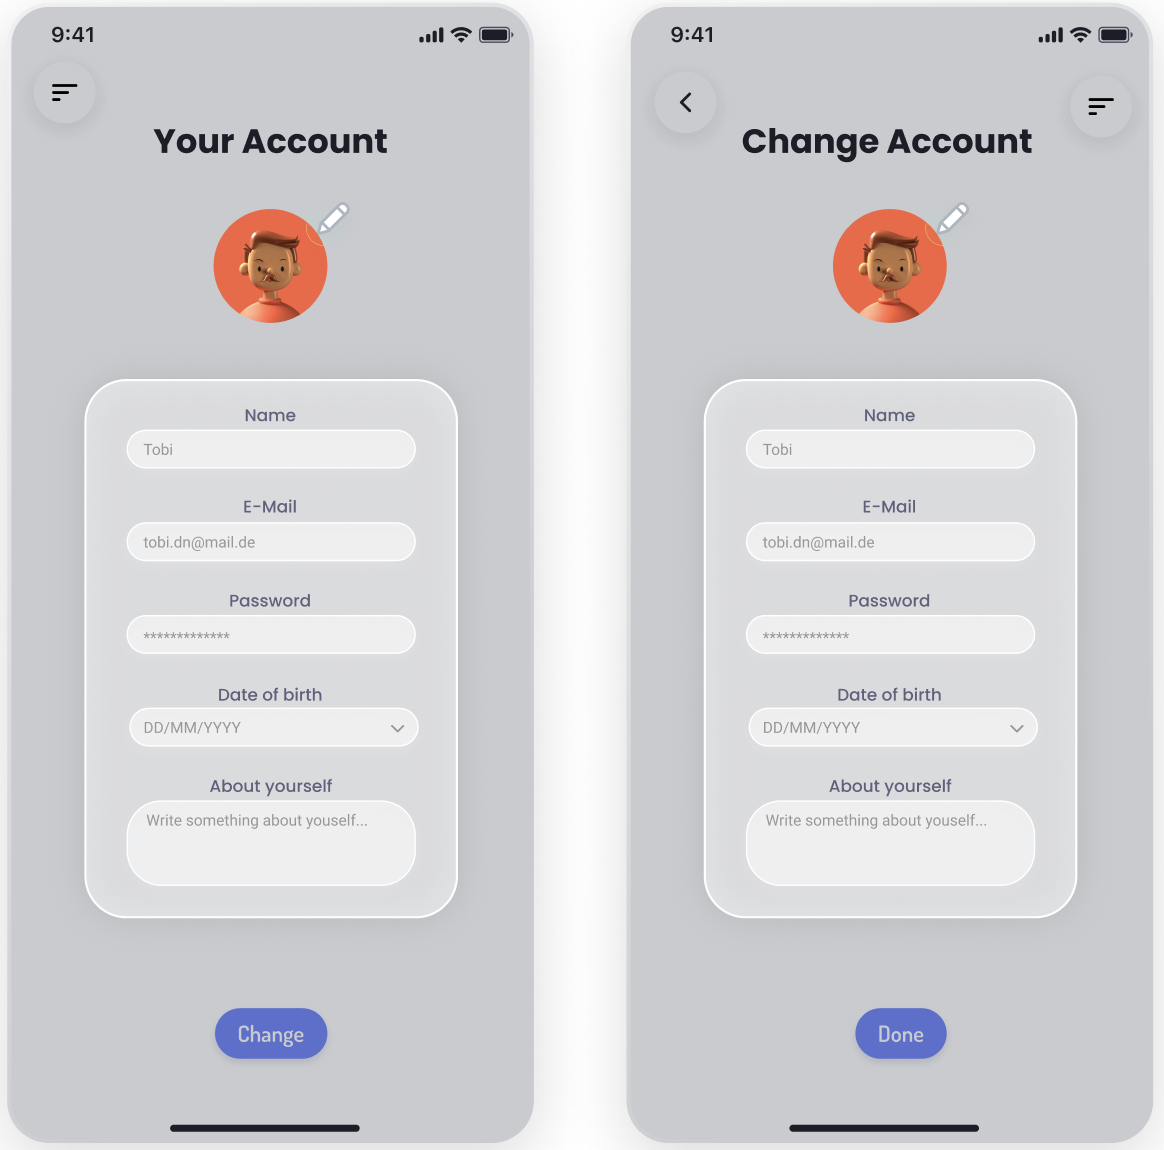 9:41
Your Account
Name
Tobi
E-Mail
tobi.dn@mail.de
Password
*************
Date of birth
DD/MM/YYYY
About yourself
Write something about youself...
Change
9:41
Change Account
Name
Tobi
E-Mail
tobi.dn@mail.de
Password
*************
Date of birth
DD/MM/YYYY
About yourself
Write something about youself...
Done